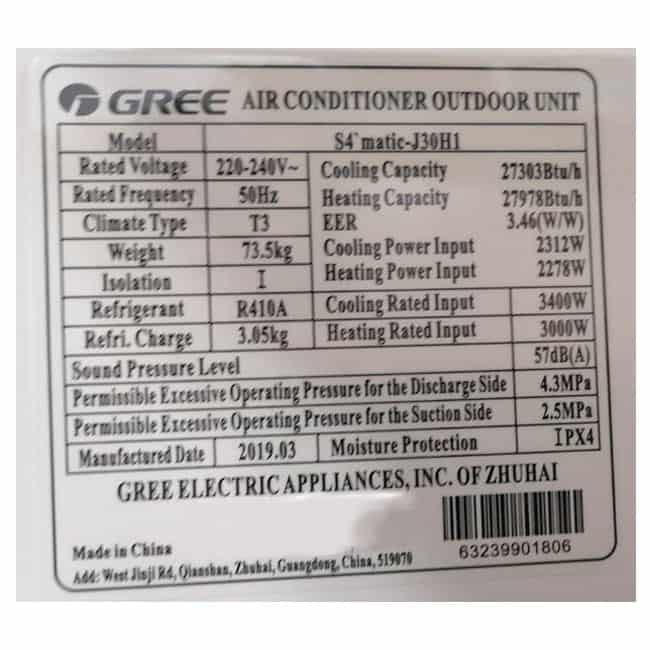 GREE AIR CONDITIONER OUTDOOR UNIT
Model S4`matic-J30H1
Rated Voltage 220-240V~ Cooling Capacity 27303Btu/h
Rated Frequency 50Hz Heating Capacity 27978Btu/h
Climate Type T3 EER 3.46(W/W)
Weight 73.5kg Cooling Power Input 2312W
Isolation I Heating Power Input 2278W
Refrigerant R410A Cooling Rated Input 3400W
Refri. Charge 3.05kg Heating Rated Input 3000W
Sound Pressure Level 57dB(A)
Permissible Excessive Operating Pressure for the Discharge Side 4.3MPa
Permissible Excessive Operating Pressure for the Suction Side 2.5MPa
Manufactured Date 2019.03 Moisture Protection IPX4
GREE ELECTRIC APPLIANCES, INC. OF ZHUHAI
63239901806
Made in China
Add: West Jinji Rd, Qianshan, Zhuhai, Guangdong, China, 519070